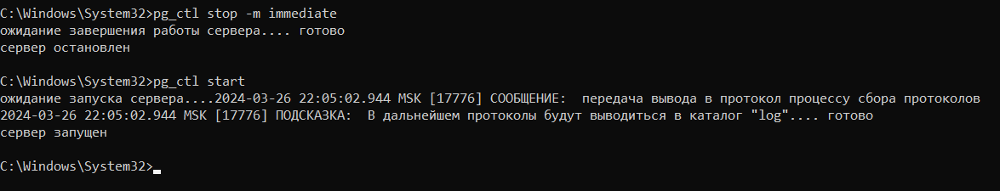 C:\Windows\System32>pg_ctl stop -m immediate
ожидание завершения работы сервера.... готово
сервер остановлен
C:\Windows\System32>pg_ctl start
ожидание запуска сервера....2024-03-26 22:05:02.944 MSK [17776] СООБЩЕНИЕ:  передача вывода в протокол процессу сбора протоколов
2024-03-26 22:05:02.944 MSK [17776] ПОДСКАЗКА:  В дальнейшем протоколы будут выводиться в каталог "log".... готово
сервер запущен
C:\Windows\System32>